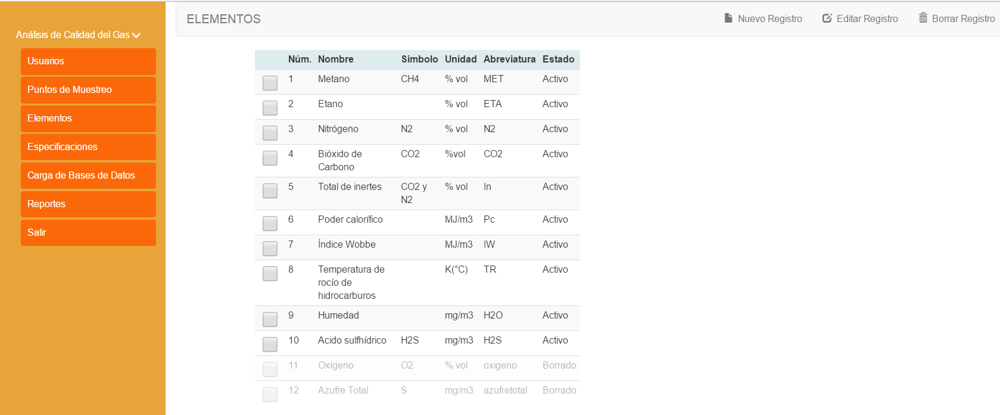 Análisis de Calidad del Gas
Usuarios
Puntos de Muestreo
Elementos
Especificaciones
Carga de Bases de Datos
Reportes
Salir
ELEMENTOS
Nuevo Registro Editar Registro Borrar Registro
Núm. Nombre Simbolo Unidad Abreviatura Estado
1 Metano CH4 % vol MET Activo
2 Etano % vol ETA Activo
3 Nitrógeno N2 % vol N2 Activo
4 Bióxido de CO2 %vol CO2 Activo
Carbono
5 Total de inertes CO2 y % vol In Activo
N2
6 Poder calorífico MJ/m3 Pc Activo
7 Índice Wobbe MJ/m3 IW Activo
8 Temperatura de K(°C) TR Activo
rocío de
hidrocarburos
9 Humedad mg/m3 H2O Activo
10 Acido sulfhídrico H2S mg/m3 H2S Activo
11 Oxígeno O2 % vol oxigeno Borrado
12 Azufre Total S mg/m3 azufretotal Borrado